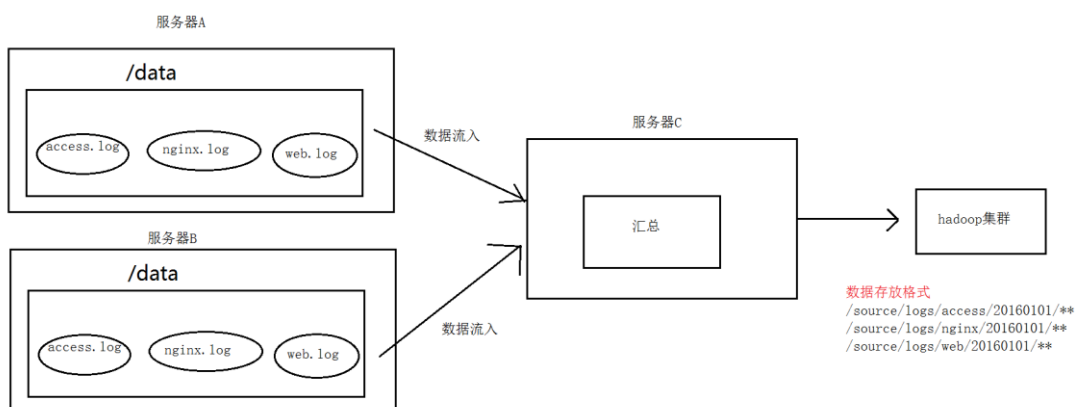 服务器A
/data
access.log
nginx.log
web.log
数据流入
服务器B
/data
access.log
nginx.log
web.log
数据流入
服务器C
汇总
hadoop集群
数据存放格式
/source/logs/access/20160101/**
/source/logs/nginx/20160101/**
/source/logs/web/20160101/**